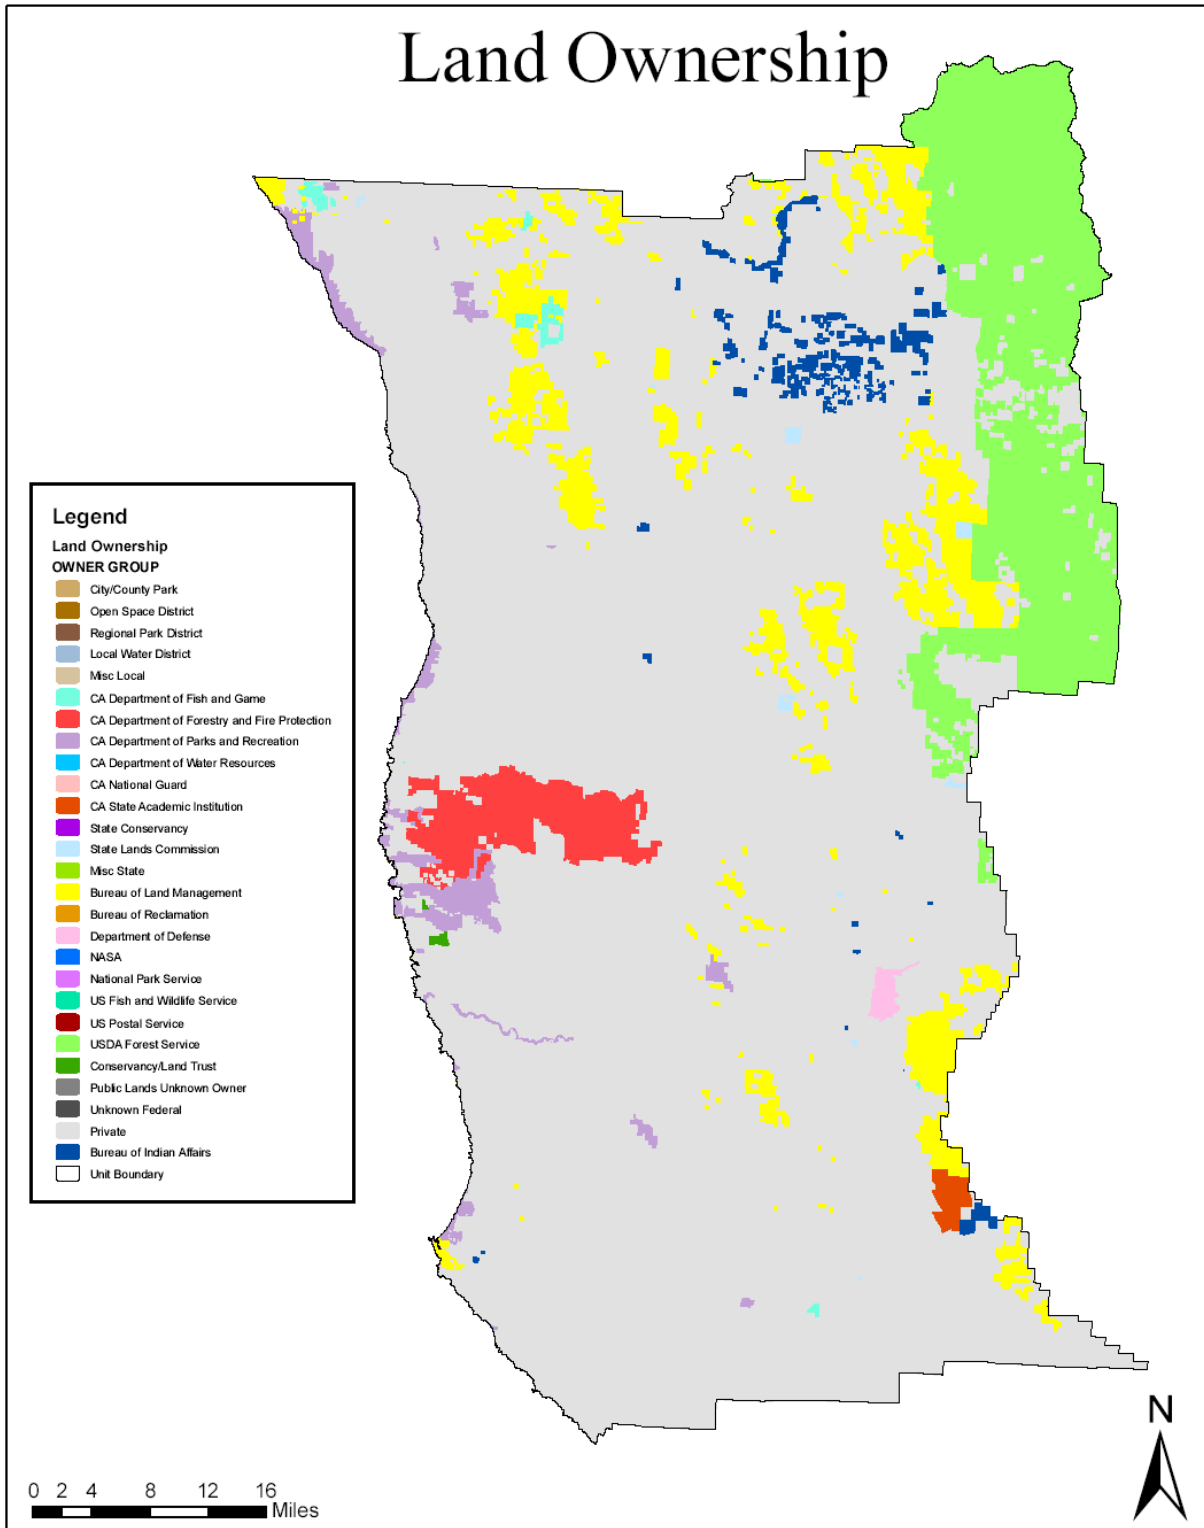 Land Ownership
Legend
Land Ownership
OWNER GROUP
City/County Park
Open Space District
Regional Park District
Local Water District
Misc Local
CA Department of Fish and Game
CA Department of Forestry and Fire Protection
CA Department of Parks and Recreation
CA Department of Water Resources
CA National Guard
CA State Academic Institution
State Conservancy
State Lands Commission
Misc State
Bureau of Land Management
Bureau of Reclamation
Department of Defense
NASA
National Park Service
US Fish and Wildlife Service
US Postal Service
USDA Forest Service
Conservancy/Land Trust
Public Lands Unknown Owner
Unknown Federal
Private
Bureau of Indian Affairs
Unit Boundary
N
0 2 4 8 12 16
Miles